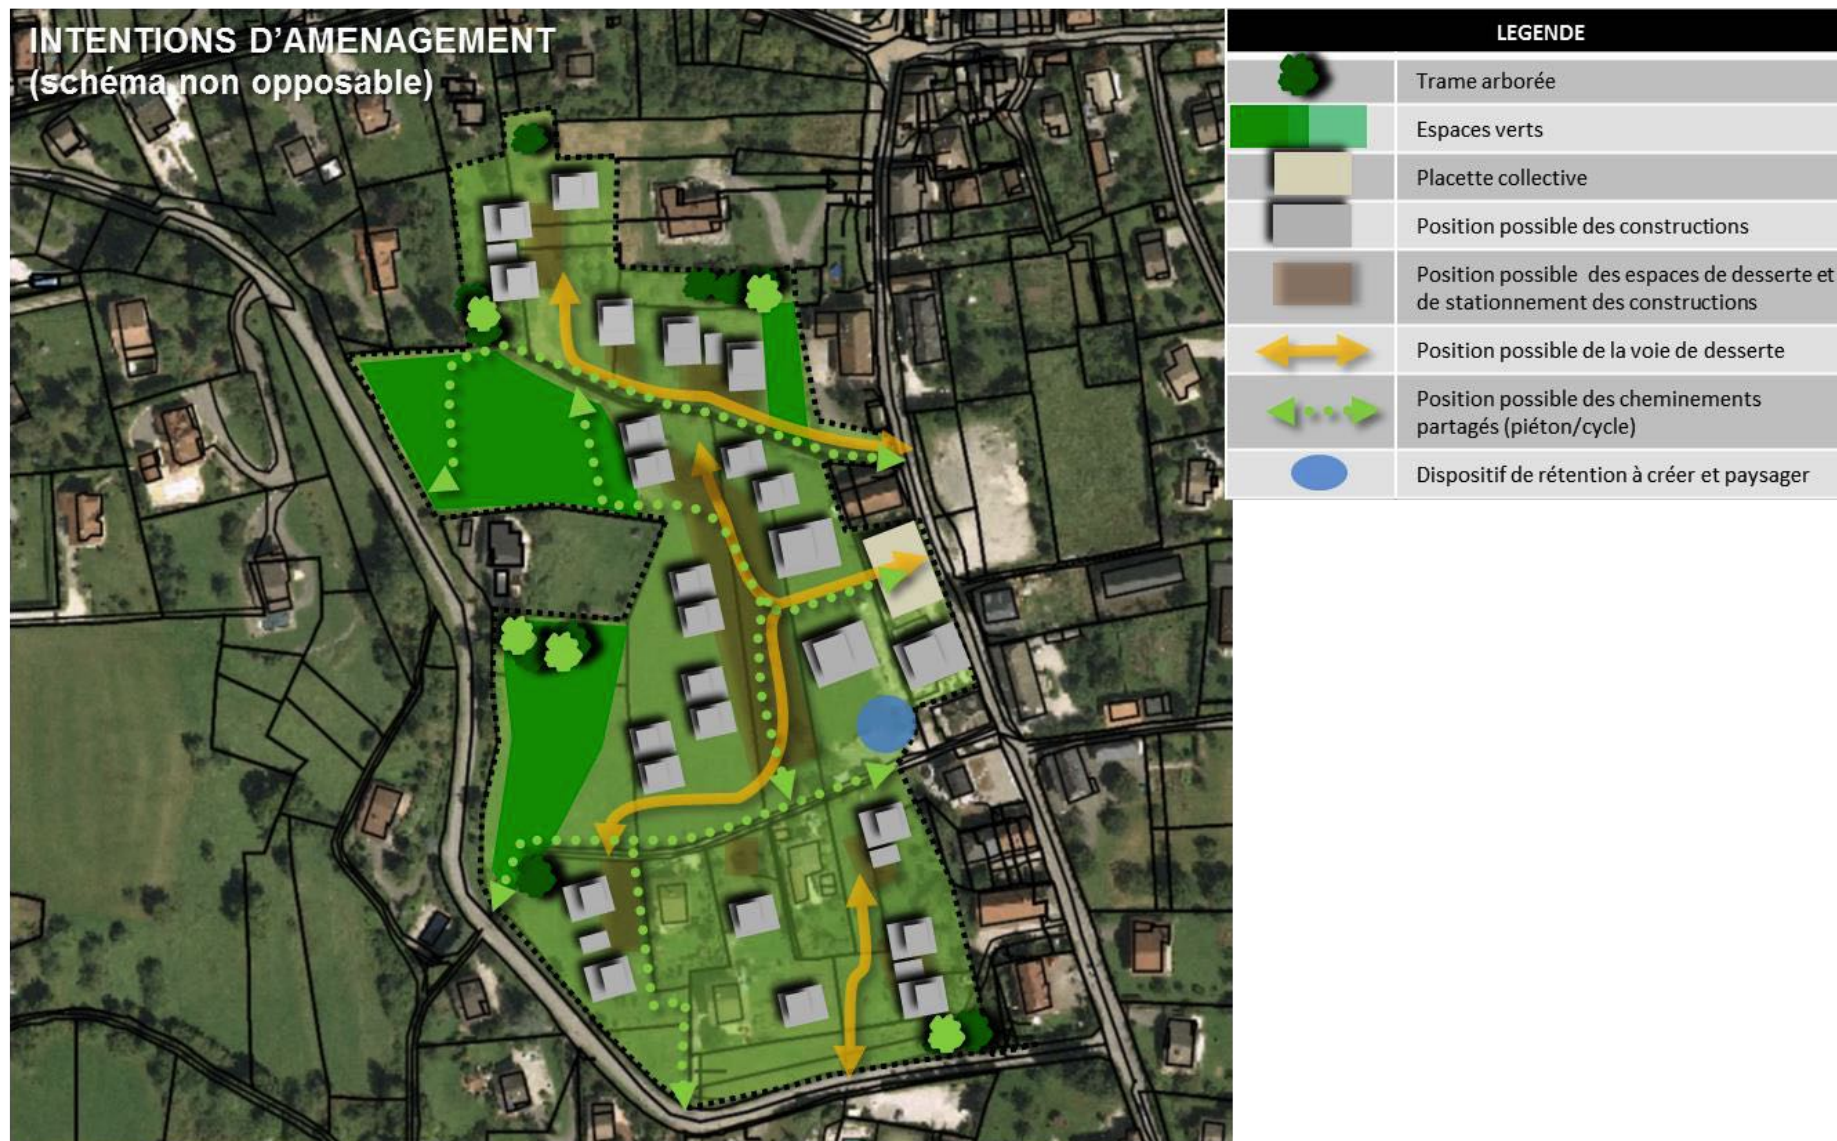 INTENTIONS D'AMENAGEMENT
(schéma non opposable)
LEGENDE
Trame arborée
Espaces verts
Placette collective
Position possible des constructions
Position possible des espaces de desserte et
de stationnement des constructions
Position possible de la voie de desserte
Position possible des cheminements
partagés (piéton/cycle)
Dispositif de rétention à créer et paysager